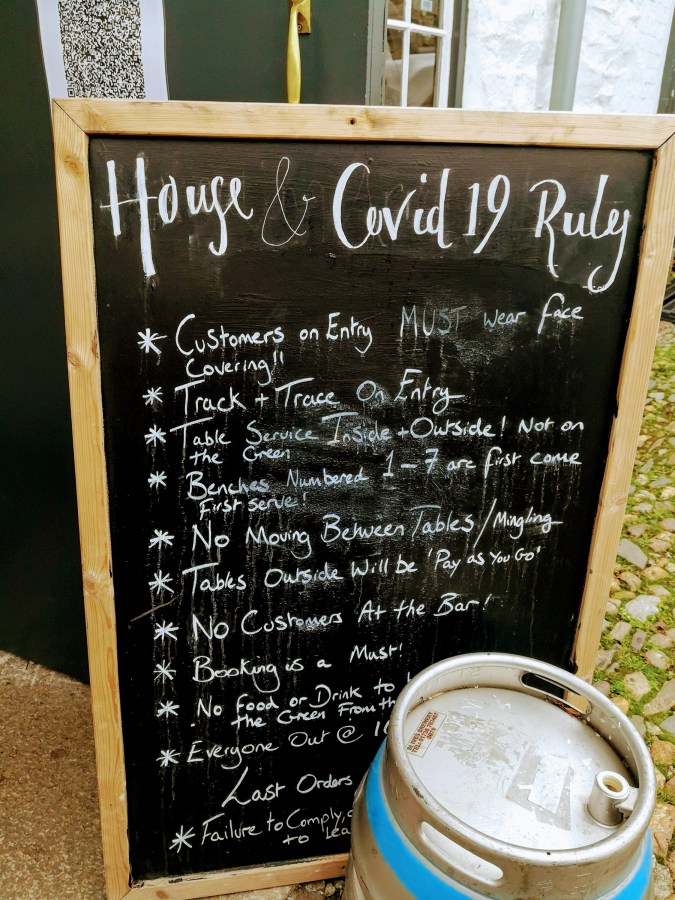 House & Covid 19 Rules
* Customers on Entry MUST wear face
Covering!!
* Track + Trace On Entry
* Table Service Inside + Outside! Not on
the Green
* Benches Numbered 1-7 are first come
First serve!
* No Moving Between Tables/Mingling
* Tables Outside Will be 'Pay as You Go'
* No Customers At the Bar!
* Booking is a Must!
* No Food or Drink to
the Green From the
* Everyone Out @
Last Orders
* Failure to Comply,
to